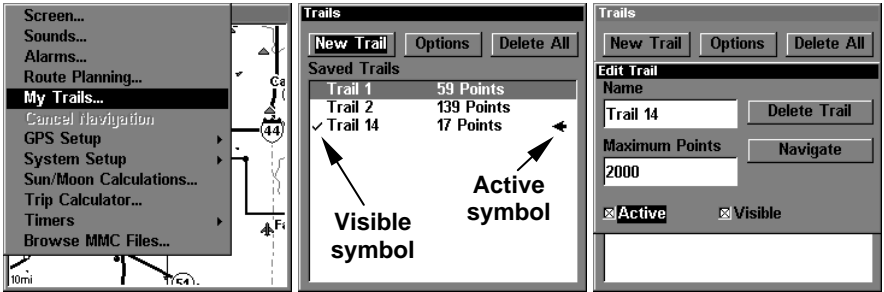 Screen...
Sounds...
Alarms...
Route Planning...
My Trails...
Cancel Navigation
GPS Setup
System Setup
Sun/Moon Calculations...
Trip Calculator...
Timers
Browse MMC Files...
Ca
44
Fa
10mi
51
Trails
New Trail Options Delete All
Saved Trails
Trail 1 59 Points
Trail 2 139 Points
✓ Trail 14 17 Points
Visible symbol
Active symbol
Trails
New Trail Options Delete All
Edit Trail
Name
Trail 14 Delete Trail
Maximum Points Navigate
2000
☒ Active ☒ Visible